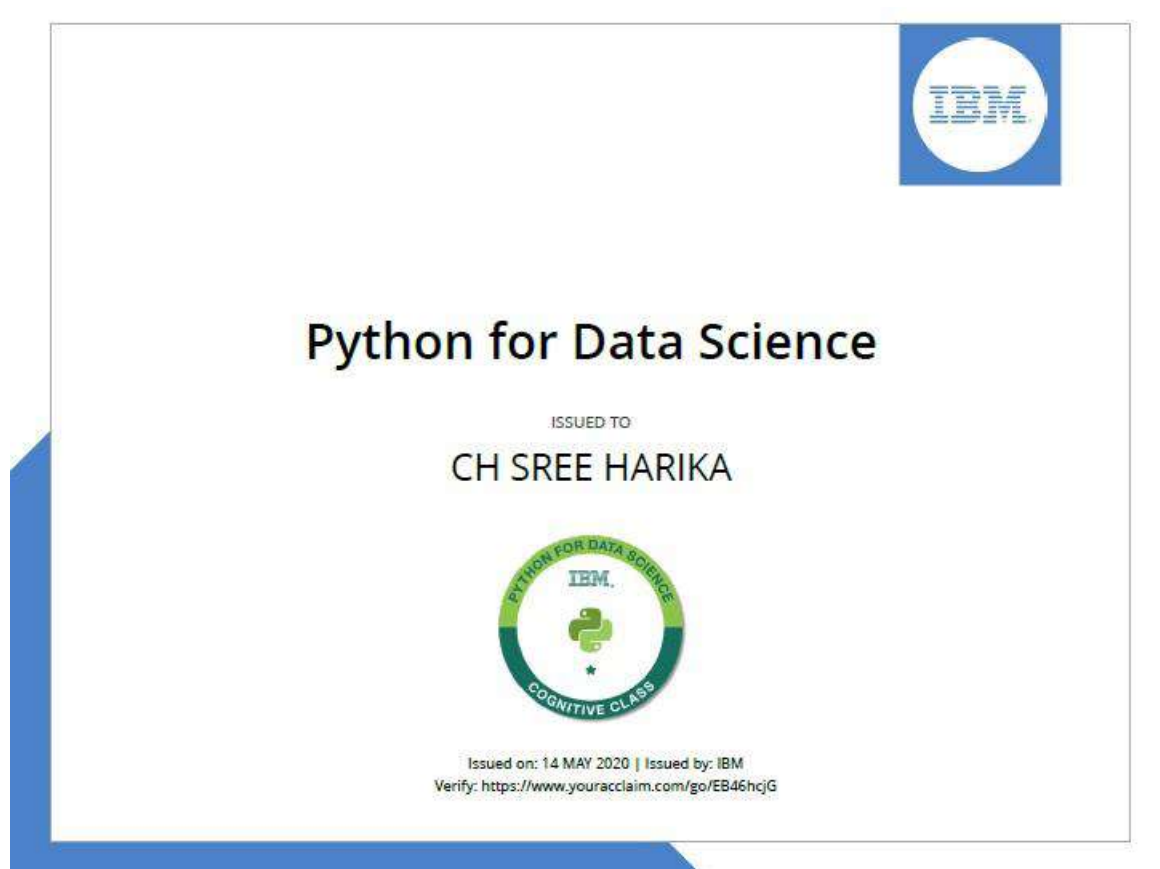 IBM
Python for Data Science
ISSUED TO
CH SREE HARIKA
PYTHON FOR DATA SCIENCE
IBM
COGNITIVE CLASS
Issued on: 14 MAY 2020 | Issued by: IBM
Verify: https://www.youracclaim.com/go/EB46hcjG